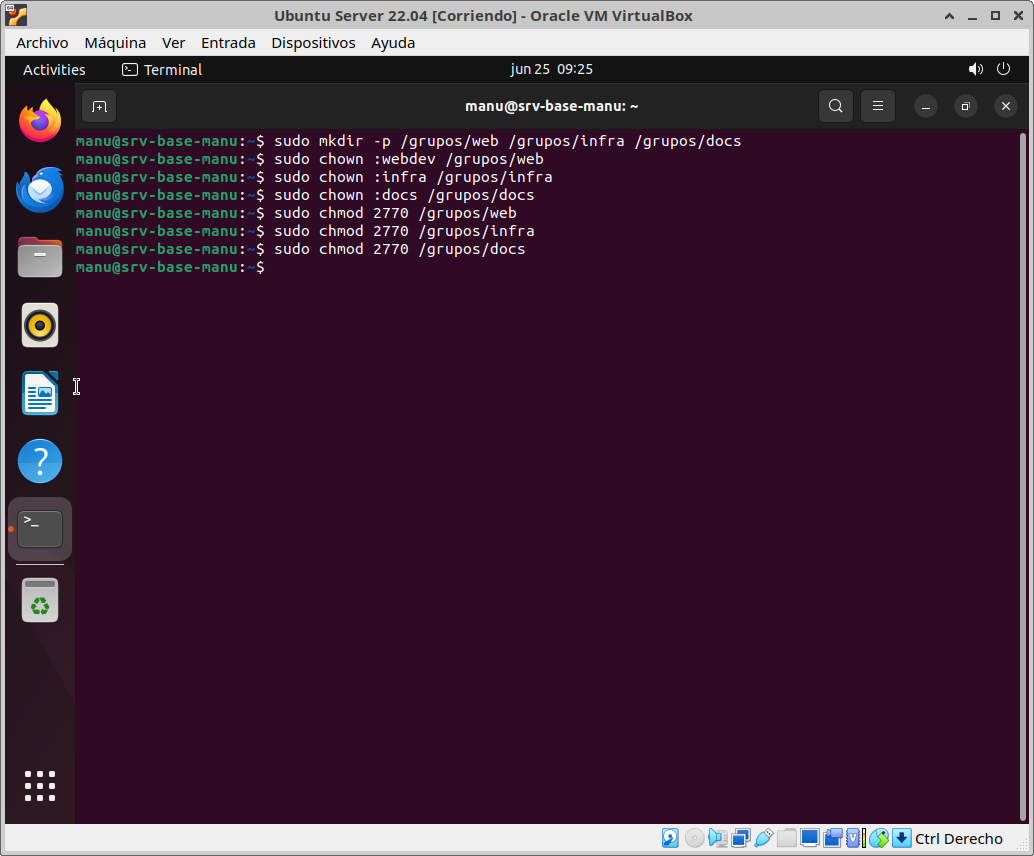 Ubuntu Server 22.04 [Corriendo] - Oracle VM VirtualBox
Archivo Máquina Ver Entrada Dispositivos Ayuda
Activities Terminal jun 25 09:25
manu@srv-base-manu: ~
manu@srv-base-manu:~$ sudo mkdir -p /grupos/web /grupos/infra /grupos/docs
manu@srv-base-manu:~$ sudo chown :webdev /grupos/web
manu@srv-base-manu:~$ sudo chown :infra /grupos/infra
manu@srv-base-manu:~$ sudo chown :docs /grupos/docs
manu@srv-base-manu:~$ sudo chmod 2770 /grupos/web
manu@srv-base-manu:~$ sudo chmod 2770 /grupos/infra
manu@srv-base-manu:~$ sudo chmod 2770 /grupos/docs
manu@srv-base-manu:~$
Ctrl Derecho